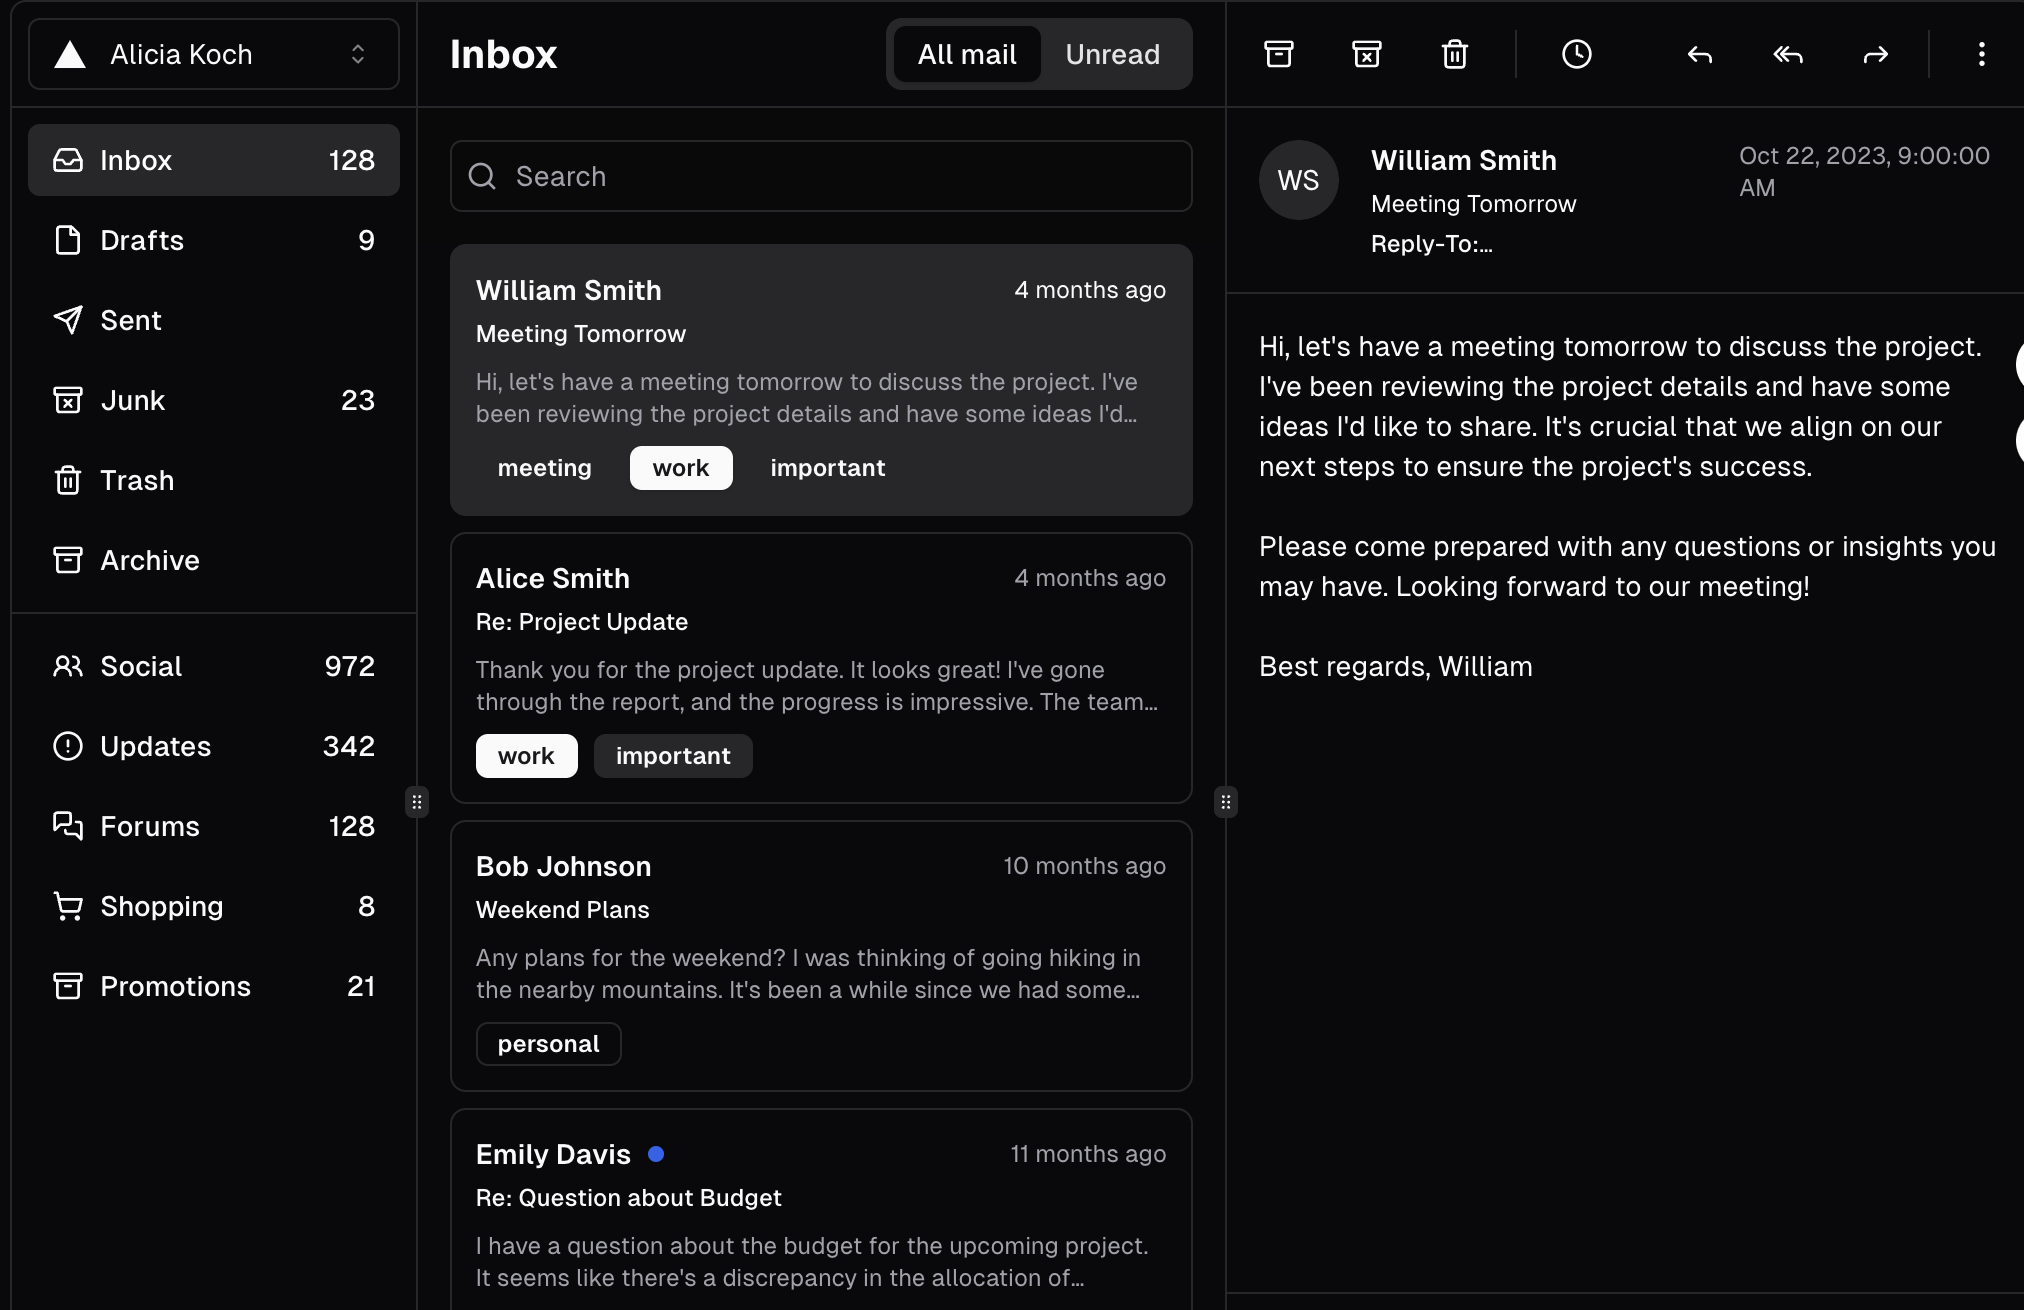 Alicia Koch
Inbox 128
Drafts 9
Sent
Junk 23
Trash
Archive
Social 972
Updates 342
Forums 128
Shopping 8
Promotions 21
Inbox
All mail Unread
Search
William Smith 4 months ago
Meeting Tomorrow
Hi, let's have a meeting tomorrow to discuss the project. I've
been reviewing the project details and have some ideas I'd…
meeting work important
Alice Smith 4 months ago
Re: Project Update
Thank you for the project update. It looks great! I've gone
through the report, and the progress is impressive. The team…
work important
Bob Johnson 10 months ago
Weekend Plans
Any plans for the weekend? I was thinking of going hiking in
the nearby mountains. It's been a while since we had some…
personal
Emily Davis 11 months ago
Re: Question about Budget
I have a question about the budget for the upcoming project.
It seems like there's a discrepancy in the allocation of…
WS
William Smith
Meeting Tomorrow
Reply-To:…
Oct 22, 2023, 9:00:00
AM
Hi, let's have a meeting tomorrow to discuss the project.
I've been reviewing the project details and have some
ideas I'd like to share. It's crucial that we align on our
next steps to ensure the project's success.
Please come prepared with any questions or insights you
may have. Looking forward to our meeting!
Best regards, William